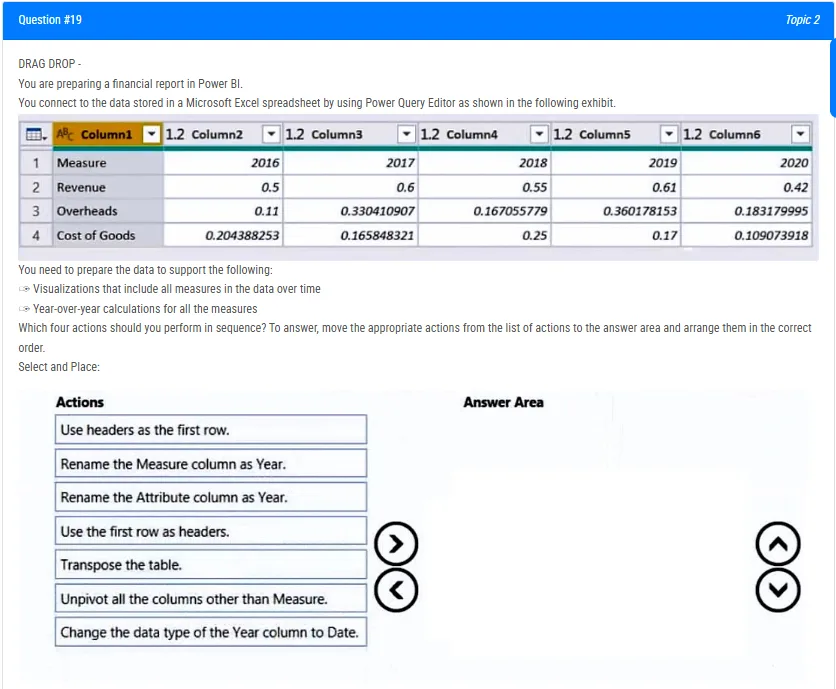 Question #19 Topic 2
DRAG DROP -
You are preparing a financial report in Power BI.
You connect to the data stored in a Microsoft Excel spreadsheet by using Power Query Editor as shown in the following exhibit.
ABC Column1 1.2 Column2 1.2 Column3 1.2 Column4 1.2 Column5 1.2 Column6
1 Measure 2016 2017 2018 2019 2020
2 Revenue 0.5 0.6 0.55 0.61 0.42
3 Overheads 0.11 0.330410907 0.167055779 0.360178153 0.183179995
4 Cost of Goods 0.204388253 0.165848321 0.25 0.17 0.109073918
You need to prepare the data to support the following:
Visualizations that include all measures in the data over time
Year-over-year calculations for all the measures
Which four actions should you perform in sequence? To answer, move the appropriate actions from the list of actions to the answer area and arrange them in the correct
order.
Select and Place:
Actions Answer Area
Use headers as the first row.
Rename the Measure column as Year.
Rename the Attribute column as Year.
Use the first row as headers.
Transpose the table.
Unpivot all the columns other than Measure.
Change the data type of the Year column to Date.